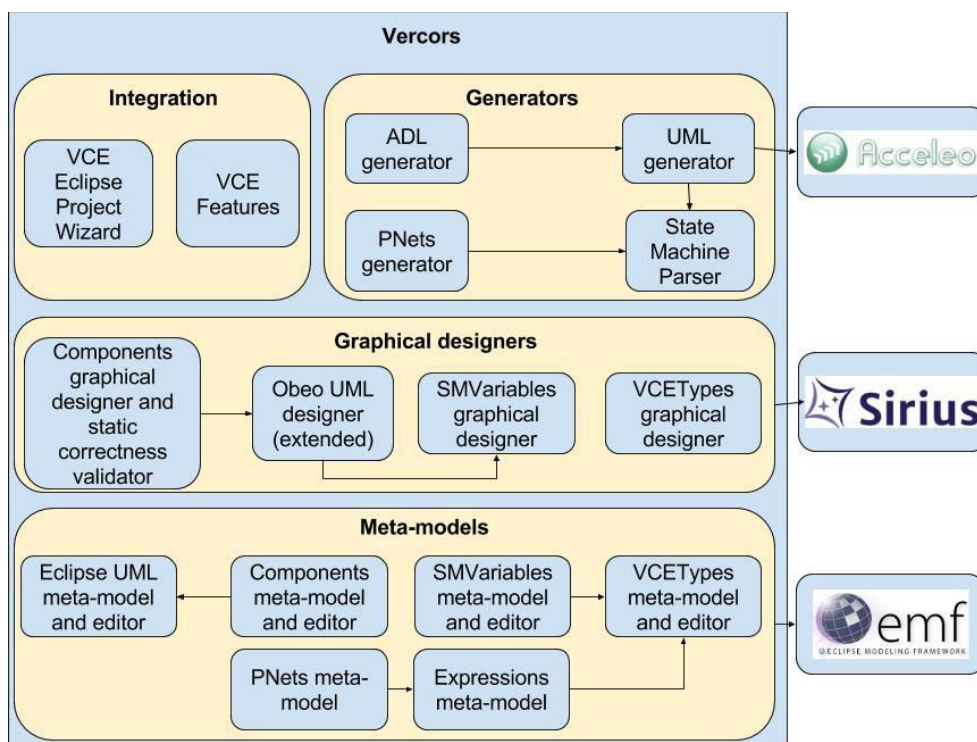 Vercors
Integration
VCE
Eclipse
Project
Wizard
VCE
Features
Generators
ADL
generator
UML
generator
PNets
generator
State
Machine
Parser
Acceleo
Graphical designers
Components
graphical
designer and
static
correctness
validator
Obeo UML
designer
(extended)
SMVariables
graphical
designer
VCETypes
graphical
designer
Sirius
Meta-models
Eclipse UML
meta-model
and editor
Components
meta-model
and editor
SMVariables
meta-model
and editor
VCETypes
meta-model
and editor
PNets meta-
model
Expressions
meta-model
emf
ECLIPSE MODELING FRAMEWORK